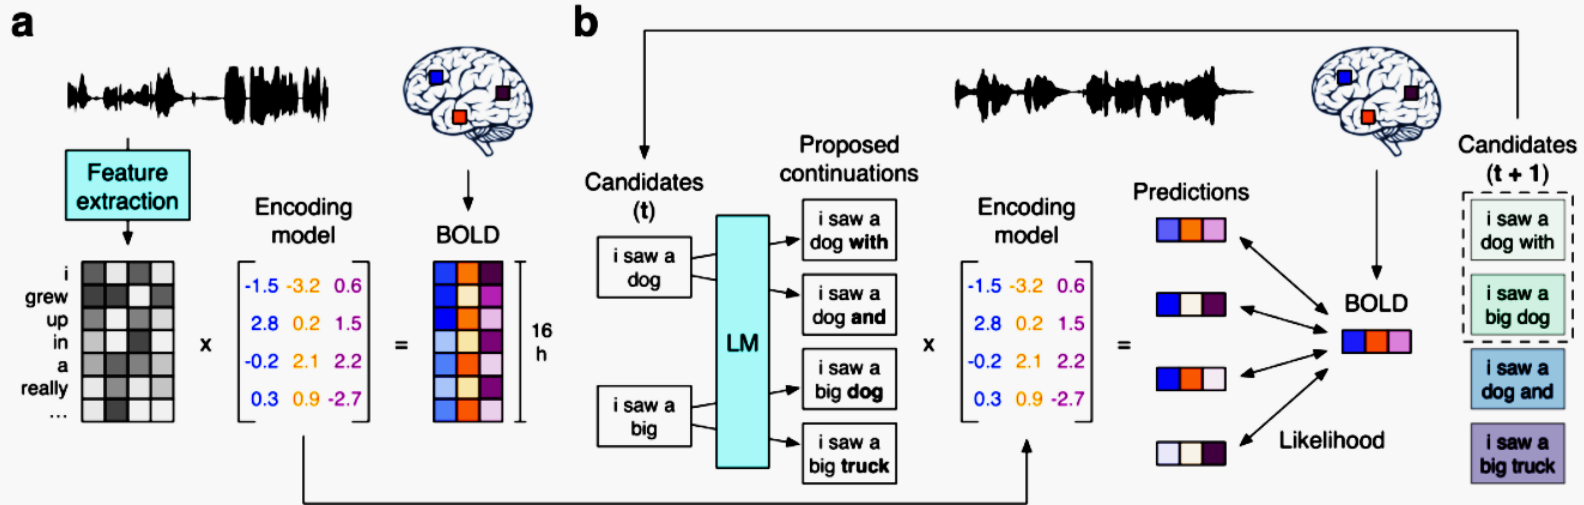 a
Feature
extraction
Encoding
model
BOLD
i
grew
up
in
a
really
...
x
-1.5 -3.2 0.6
2.8 0.2 1.5
-0.2 2.1 2.2
0.3 0.9 -2.7
=
16
h
b
Candidates
(t)
i saw a
dog
i saw a
big
LM
Proposed
continuations
i saw a
dog with
i saw a
dog and
i saw a
big dog
i saw a
big truck
x
Encoding
model
-1.5 -3.2 0.6
2.8 0.2 1.5
-0.2 2.1 2.2
0.3 0.9 -2.7
=
Predictions
BOLD
Likelihood
Candidates
(t + 1)
i saw a
dog with
i saw a
big dog
i saw a
dog and
i saw a
big truck